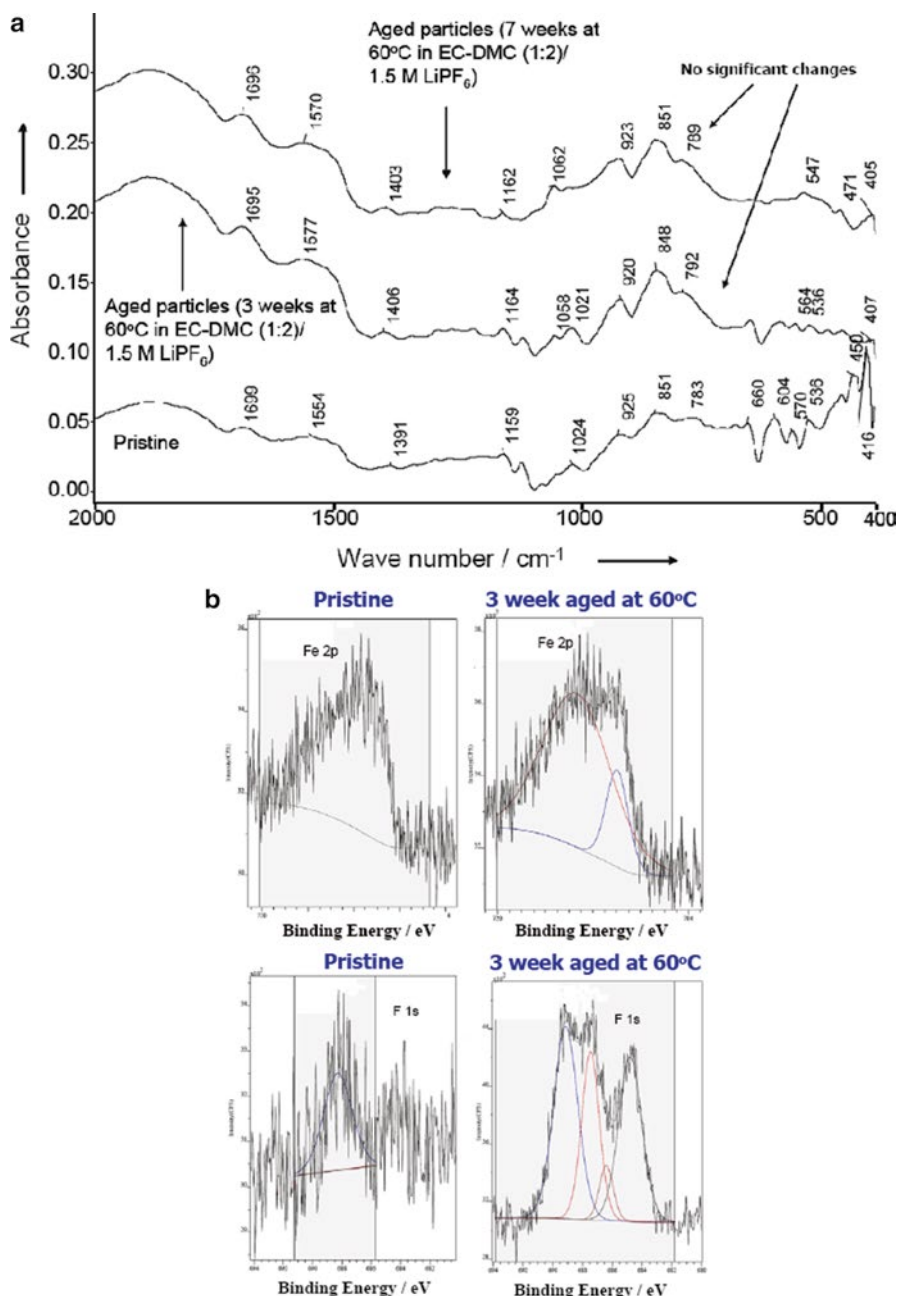 a
Aged particles (7 weeks at
60°C in EC-DMC (1:2)/
1.5 M LiPF6)
No significant changes
Absorbance
0.30
0.25
0.20
0.15
0.10
0.05
0.00
1696
1570
1403
1162
1062
923
851
789
547
471
405
1695
1577
1406
1164
1058
1021
920
848
792
564
536
407
Aged particles (3 weeks at
60°C in EC-DMC (1:2)/
1.5 M LiPF6)
1699
1554
1391
1159
1024
925
851
783
660
604
570
536
450
416
Pristine
2000
1500
1000
500
400
Wave number / cm-1
b
Pristine
3 week aged at 60°C
Fe 2p
Fe 2p
Binding Energy / eV
Binding Energy / eV
Pristine
3 week aged at 60°C
F 1s
F 1s
Binding Energy / eV
Binding Energy / eV